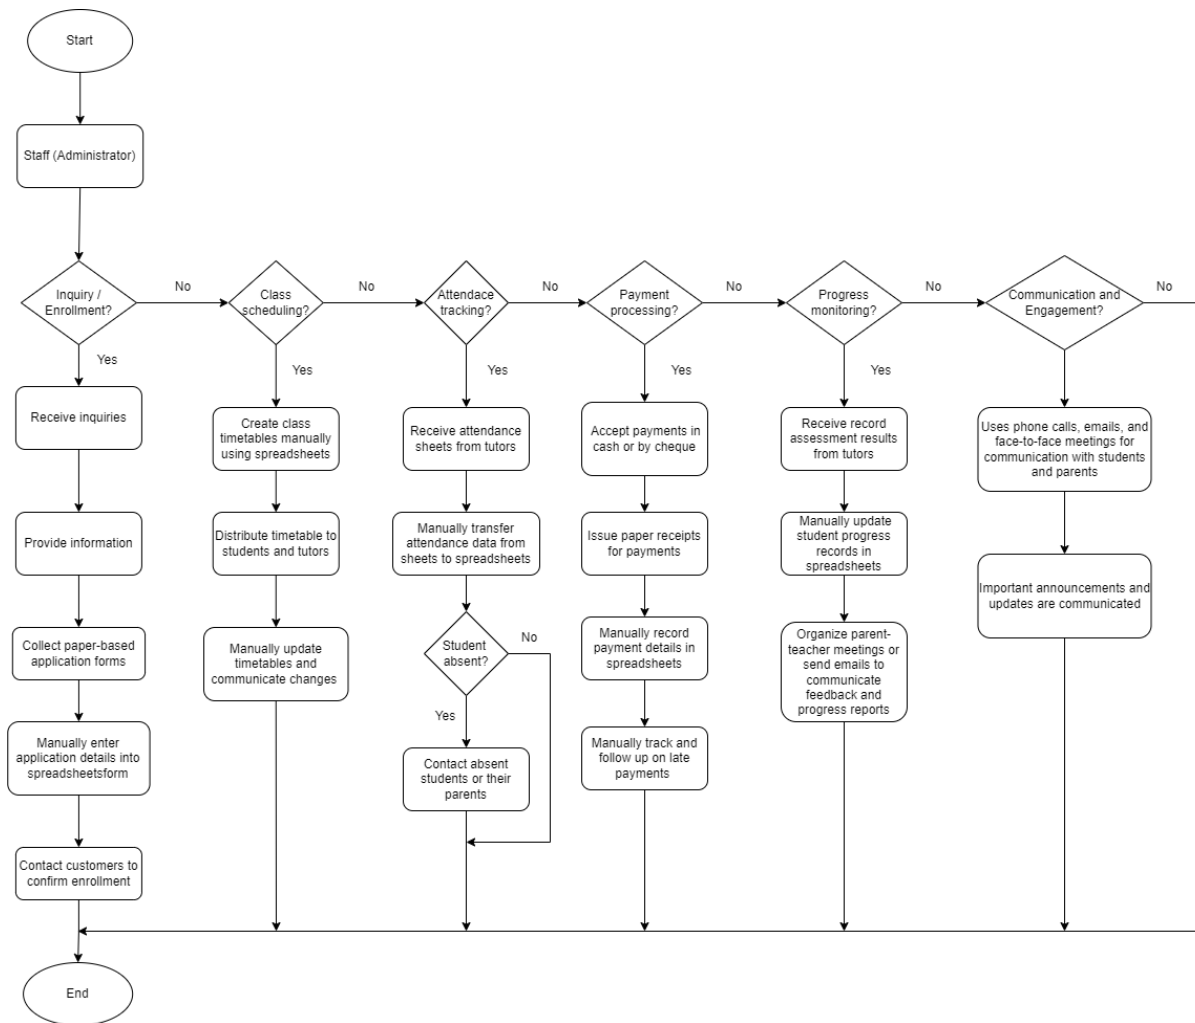 Start
Staff (Administrator)
Inquiry /
Enrollment?
No
Class
scheduling?
No
Attendace
tracking?
No
Payment
processing?
No
Progress
monitoring?
No
Communication and
Engagement?
No
Yes
Receive inquiries
Provide information
Collect paper-based
application forms
Manually enter
application details into
spreadsheetsform
Contact customers to
confirm enrollment
Yes
Create class
timetables manually
using spreadsheets
Distribute timetable to
students and tutors
Manually update
timetables and
communicate changes
Yes
Receive attendance
sheets from tutors
Manually transfer
attendance data from
sheets to spreadsheets
Student
absent?
No
Yes
Contact absent
students or their
parents
Yes
Accept payments in
cash or by cheque
Issue paper receipts
for payments
Manually record
payment details in
spreadsheets
Manually track and
follow up on late
payments
Yes
Receive record
assessment results
from tutors
Manually update
student progress
records in
spreadsheets
Organize parent-
teacher meetings or
send emails to
communicate
feedback and
progress reports
Uses phone calls, emails, and
face-to-face meetings for
communication with students
and parents
Important announcements and
updates are communicated
End